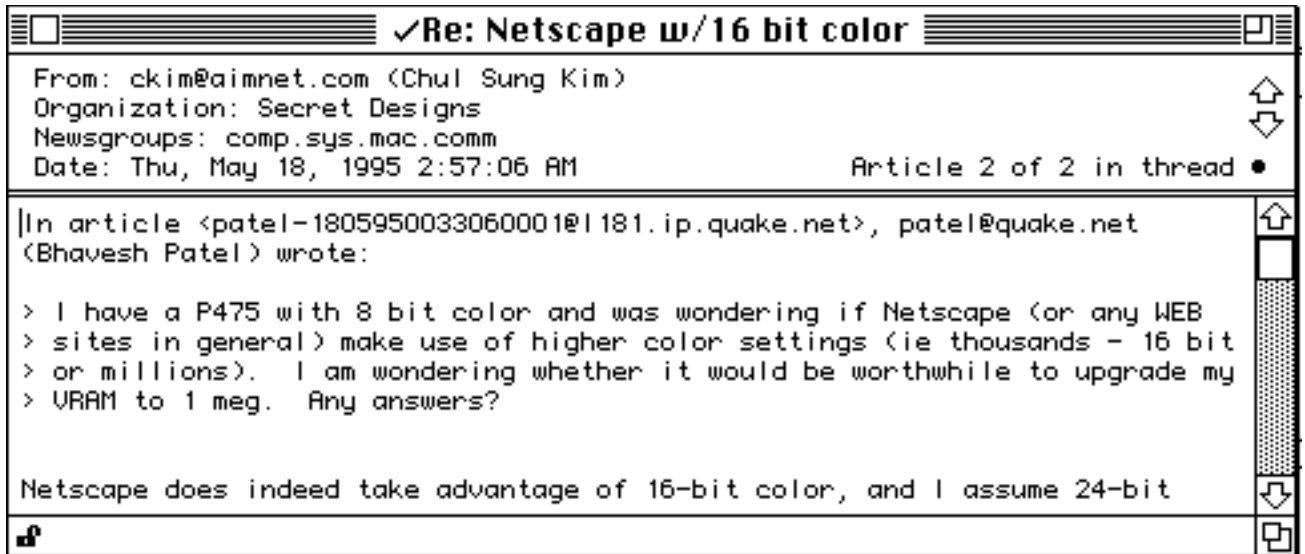 ✓Re: Netscape w/16 bit color
From: ckim@aimnet.com (Chul Sung Kim)
Organization: Secret Designs
Newsgroups: comp.sys.mac.comm
Date: Thu, May 18, 1995 2:57:06 AM
Article 2 of 2 in thread ●
In article <patel-1805950033060001@l181.ip.quake.net>, patel@quake.net
(Bhavesh Patel) wrote:
> I have a P475 with 8 bit color and was wondering if Netscape (or any WEB
> sites in general) make use of higher color settings (ie thousands - 16 bit
> or millions).  I am wondering whether it would be worthwhile to upgrade my
> VRAM to 1 meg.  Any answers?
Netscape does indeed take advantage of 16-bit color, and I assume 24-bit